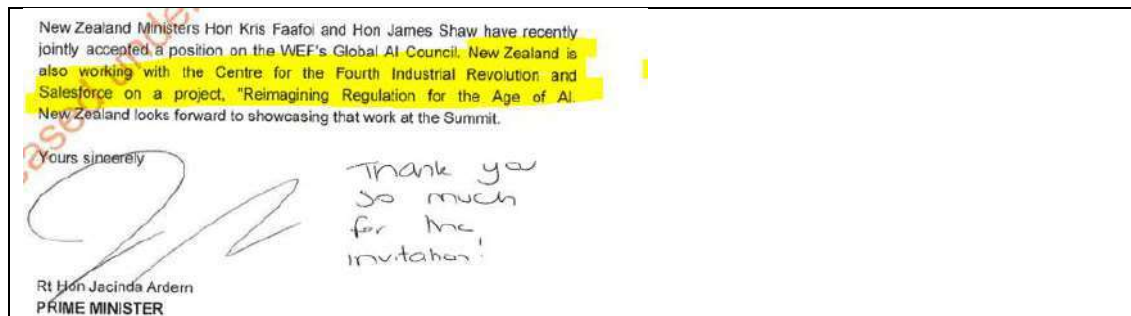 New Zealand Ministers Hon Kris Faafoi and Hon James Shaw have recently
jointly accepted a position on the WEF's Global AI Council. New Zealand is
also working with the Centre for the Fourth Industrial Revolution and
Salesforce on a project, "Reimagining Regulation for the Age of AI.
New Zealand looks forward to showcasing that work at the Summit.
Yours sincerely
Thank you
so much
for the
invitation!
Rt Hon Jacinda Ardern
PRIME MINISTER
ased under